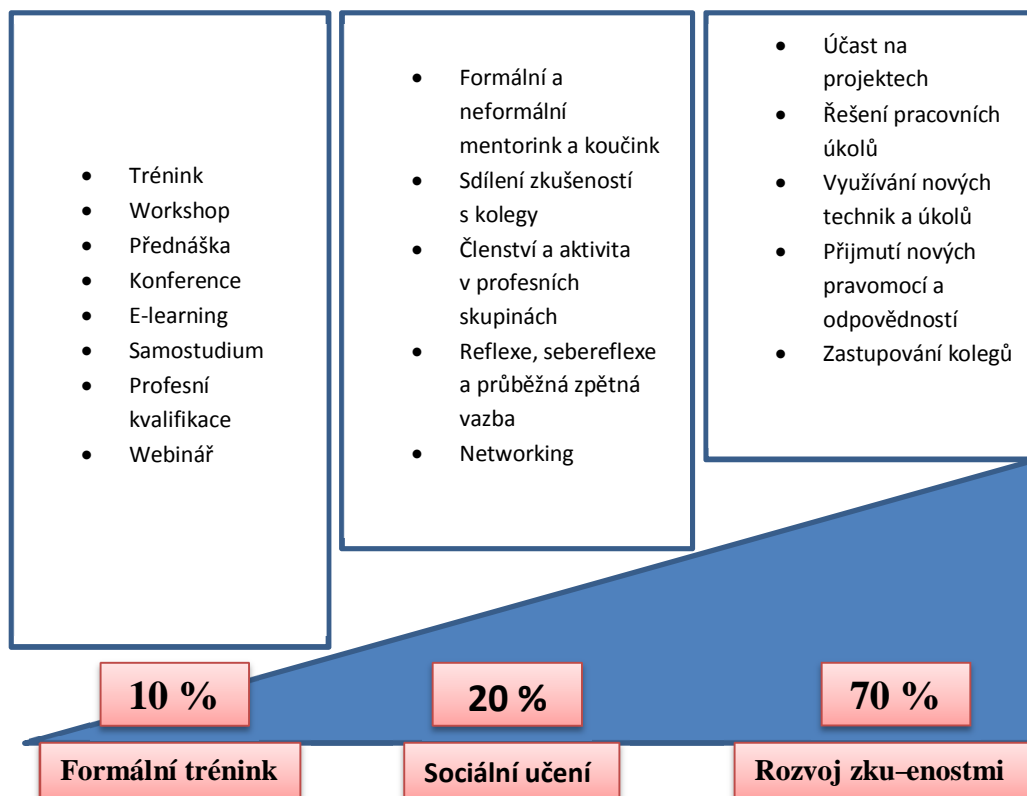 • Trénink
• Workshop
• Přednáška
• Konference
• E-learning
• Samostudium
• Profesní
kvalifikace
• Webinář
• Formální a
neformální
mentorink a koučink
• Sdílení zkušeností
s kolegy
• Členství a aktivita
v profesních
skupinách
• Reflexe, sebereflexe
a průběžná zpětná
vazba
• Networking
• Účast na
projektech
• Řešení pracovních
úkolů
• Využívání nových
technik a úkolů
• Přijmutí nových
pravomocí a
odpovědností
• Zastupování kolegů
10 %
20 %
70 %
Formální trénink
Sociální učení
Rozvoj zku–enostmi